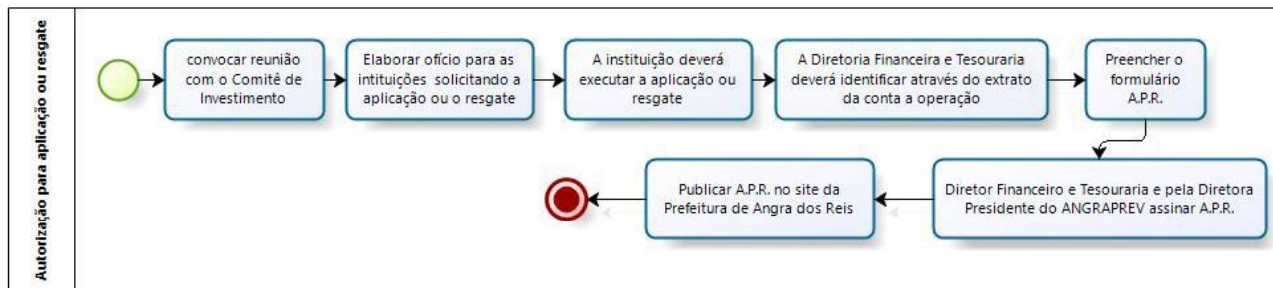 Autorização para aplicação ou resgate
convocar reunião
com o Comitê de
Investimento
Elaborar ofício para as
intituições solicitando a
aplicação ou o resgate
A instituição deverá
executar a aplicação ou
resgate
A Diretoria Financeira e Tesouraria
deverá identificar através do extrato
da conta a operação
Preencher o
formulário
A.P.R.
Diretor Financeiro e Tesouraria e pela Diretora
Presidente do ANGRAPREV assinar A.P.R.
Publicar A.P.R. no site da
Prefeitura de Angra dos Reis